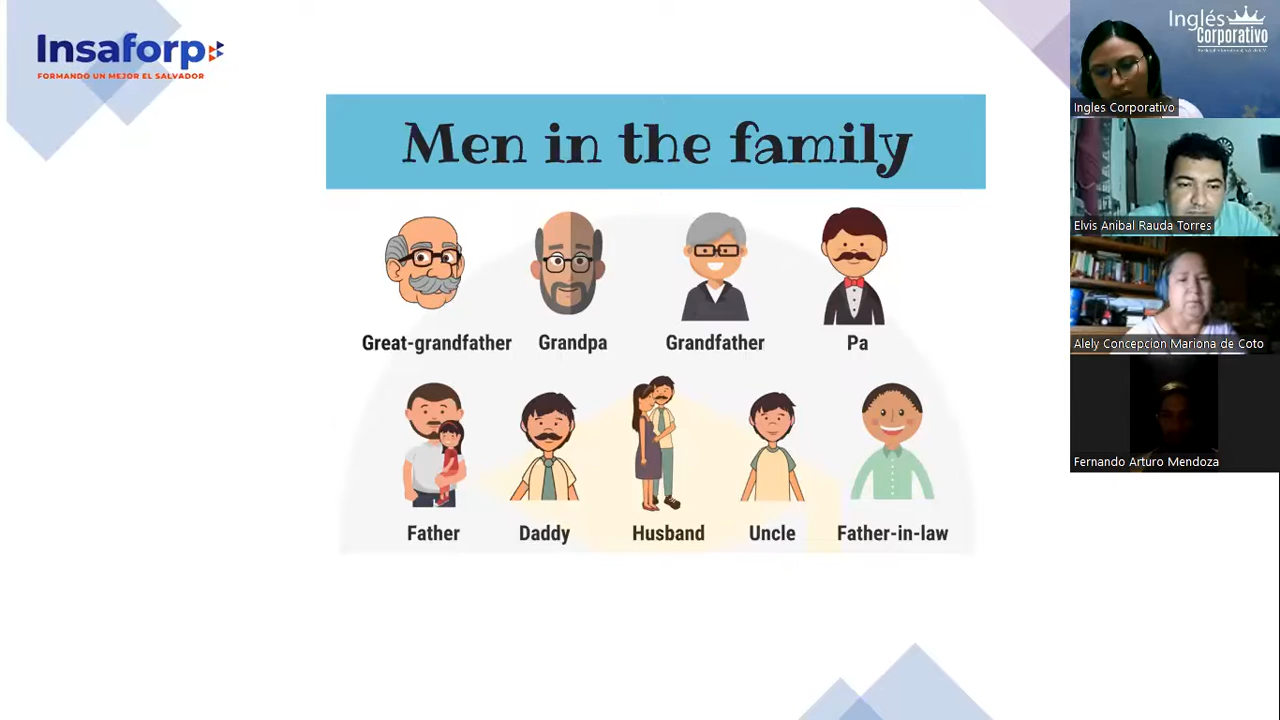 Insaforp
FORMANDO UN MEJOR EL SALVADOR
Men in the family
Great-grandfather
Grandpa
Grandfather
Pa
Father
Daddy
Husband
Uncle
Father-in-law
Inglés
Corporativo
Ingles Corporativo
Elvis Anibal Rauda Torres
Alely Concepcion Mariona de Coto
Fernando Arturo Mendoza